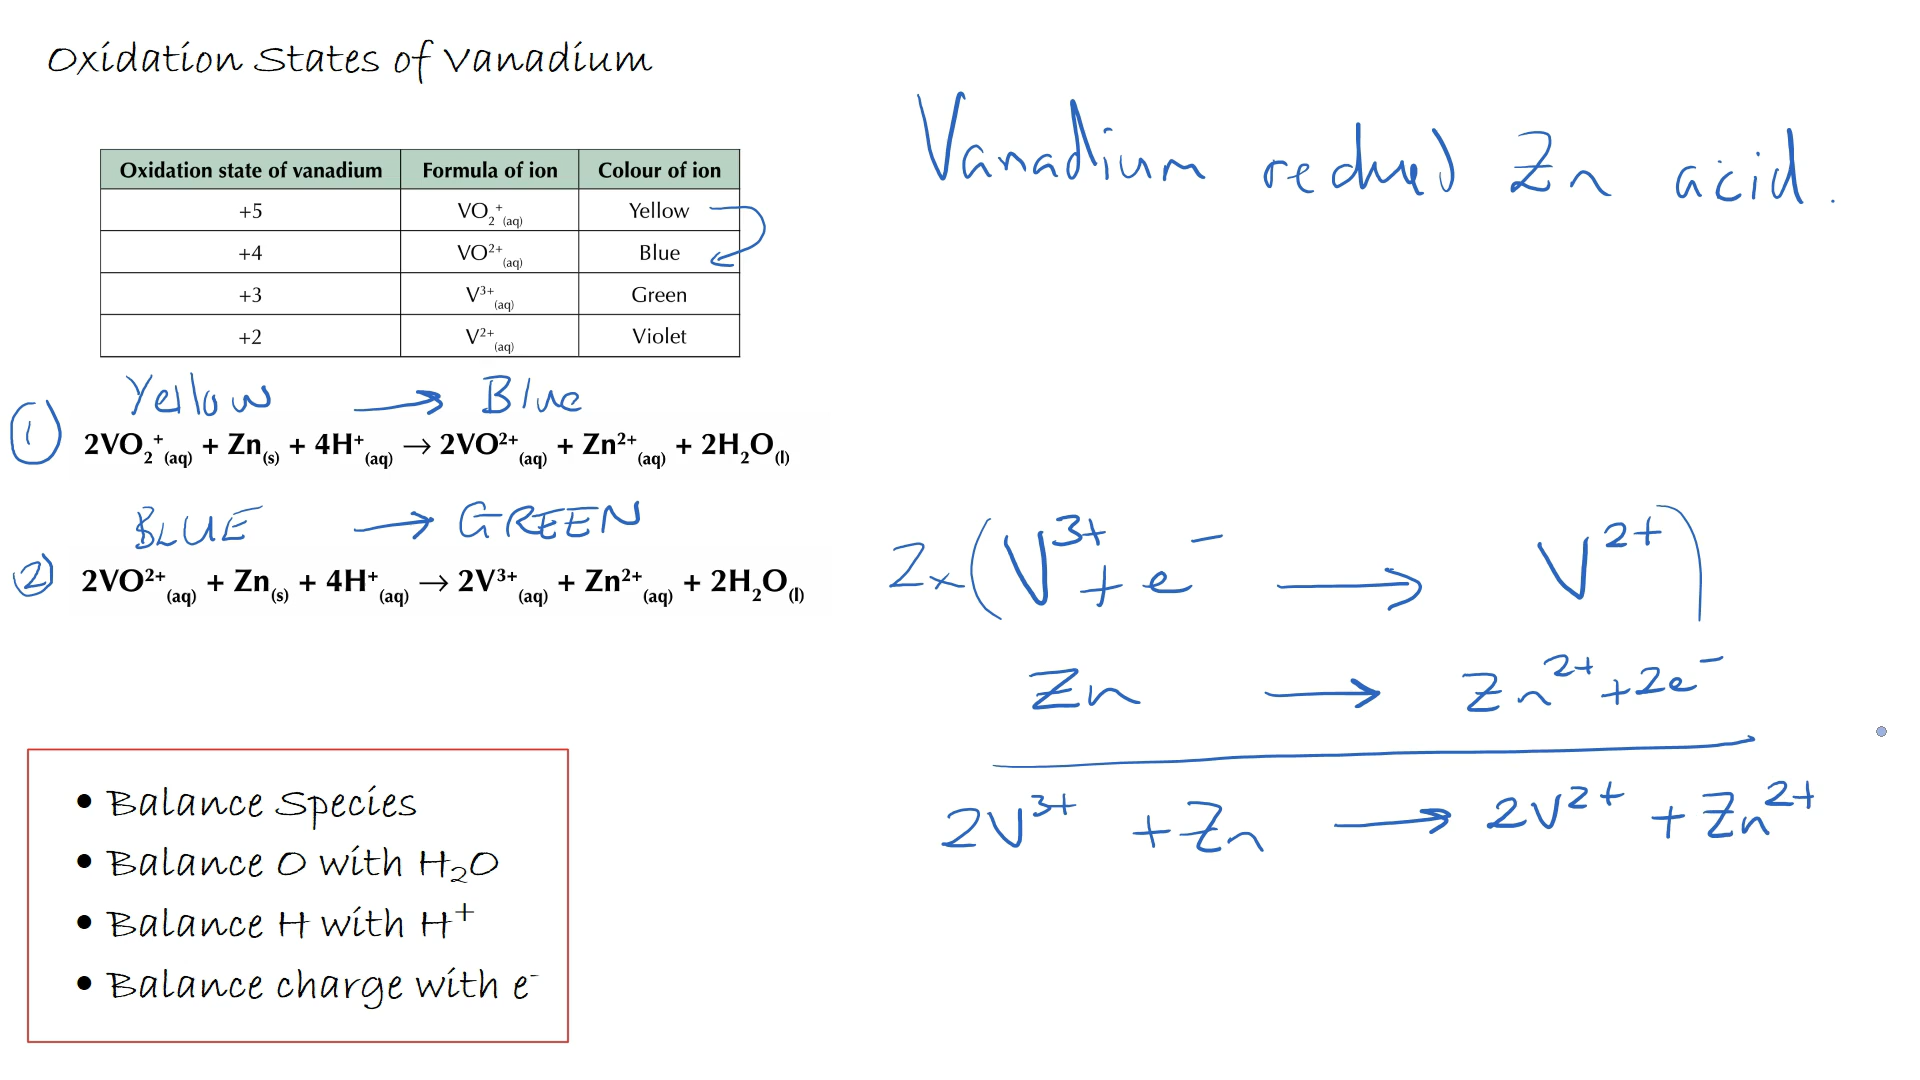 Oxidation States of Vanadium
Vanadium reduced Zn acid.
Oxidation state of vanadium Formula of ion Colour of ion
+5 VO₂⁺(aq) Yellow
+4 VO²⁺(aq) Blue
+3 V³⁺(aq) Green
+2 V²⁺(aq) Violet
Yellow → Blue
① 2VO₂⁺(aq) + Zn(s) + 4H⁺(aq) → 2VO²⁺(aq) + Zn²⁺(aq) + 2H₂O(l)
BLUE → GREEN
② 2VO²⁺(aq) + Zn(s) + 4H⁺(aq) → 2V³⁺(aq) + Zn²⁺(aq) + 2H₂O(l)
2×(V³⁺ + e⁻ → V²⁺)
Zn → Zn²⁺ + 2e⁻
2V³⁺ + Zn → 2V²⁺ + Zn²⁺
• Balance Species
• Balance O with H₂O
• Balance H with H⁺
• Balance charge with e⁻